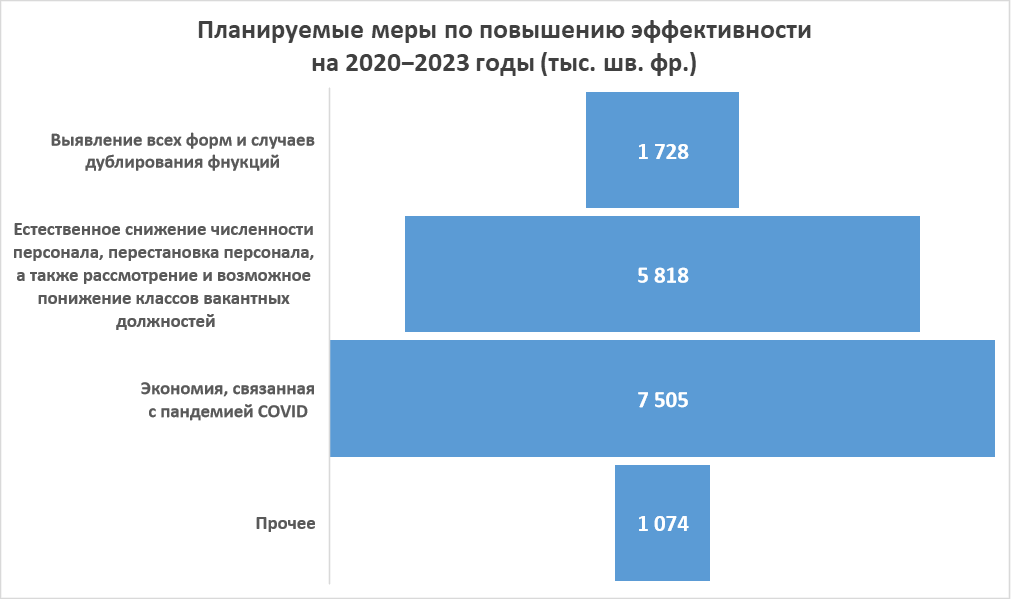 Планируемые меры по повышению эффективности
на 2020–2023 годы (тыс. шв. фр.)
Выявление всех форм и случаев
дублирования фнукций
1 728
Естественное снижение численности
персонала, перестановка персонала,
а также рассмотрение и возможное
понижение классов вакантных
должностей
5 818
Экономия, связанная
с пандемией COVID
7 505
Прочее
1 074